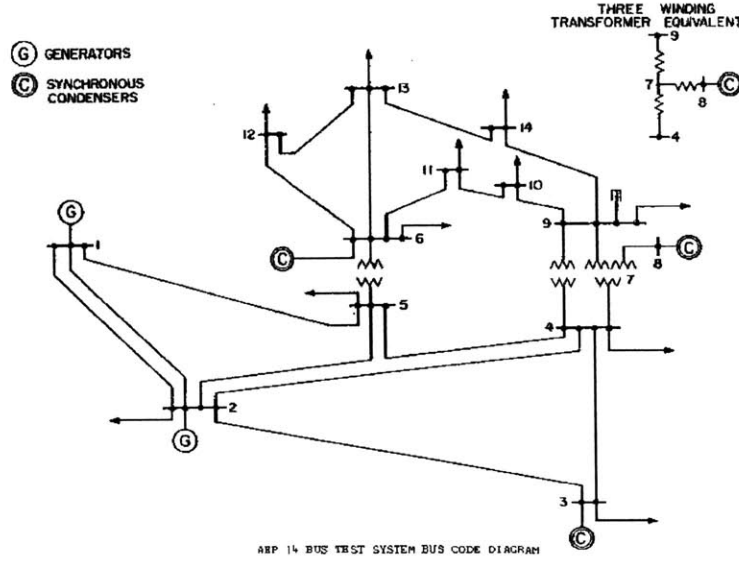 THREE WINDING
TRANSFORMER EQUIVALENT
G GENERATORS
C SYNCHRONOUS
CONDENSERS
9
7
8
C
4
13
12
14
11
10
G
1
6
C
9
8
C
7
5
4
2
G
3
C
AEP 14 BUS TEST SYSTEM BUS CODE DIAGRAM